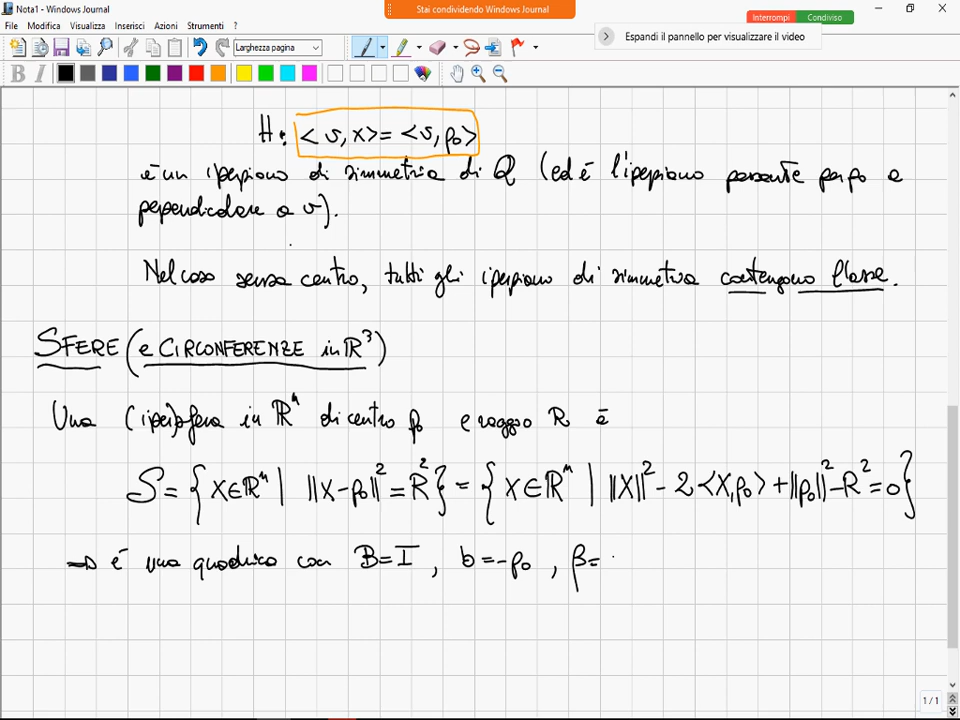 Nota1 - Windows Journal
Stai condividendo Windows Journal
Interrompi Condiviso
File Modifica Visualizza Inserisci Azioni Strumenti ?
Espandi il pannello per visualizzare il video
Larghezza pagina
B I
H: <v, x> = <v, p₀>
è un iperpiano di simmetria di Q (ed è l'iperpiano passante per p₀ e
perpendicolare a v).
Nel caso senza centro, tutti gli iperpiano di simmetria contengono l'asse.
SFERE (e CIRCONFERENZE in ℝ³)
Una (iper)sfera in ℝⁿ di centro p₀ e raggio R è
S = { X∈ℝⁿ | ||X-p₀||² = R² } = { X∈ℝⁿ | ||X||² - 2<X,p₀> + ||p₀||² - R² = 0 }
→ è una quadrica con B = I, b = -p₀, β =
1 / 1